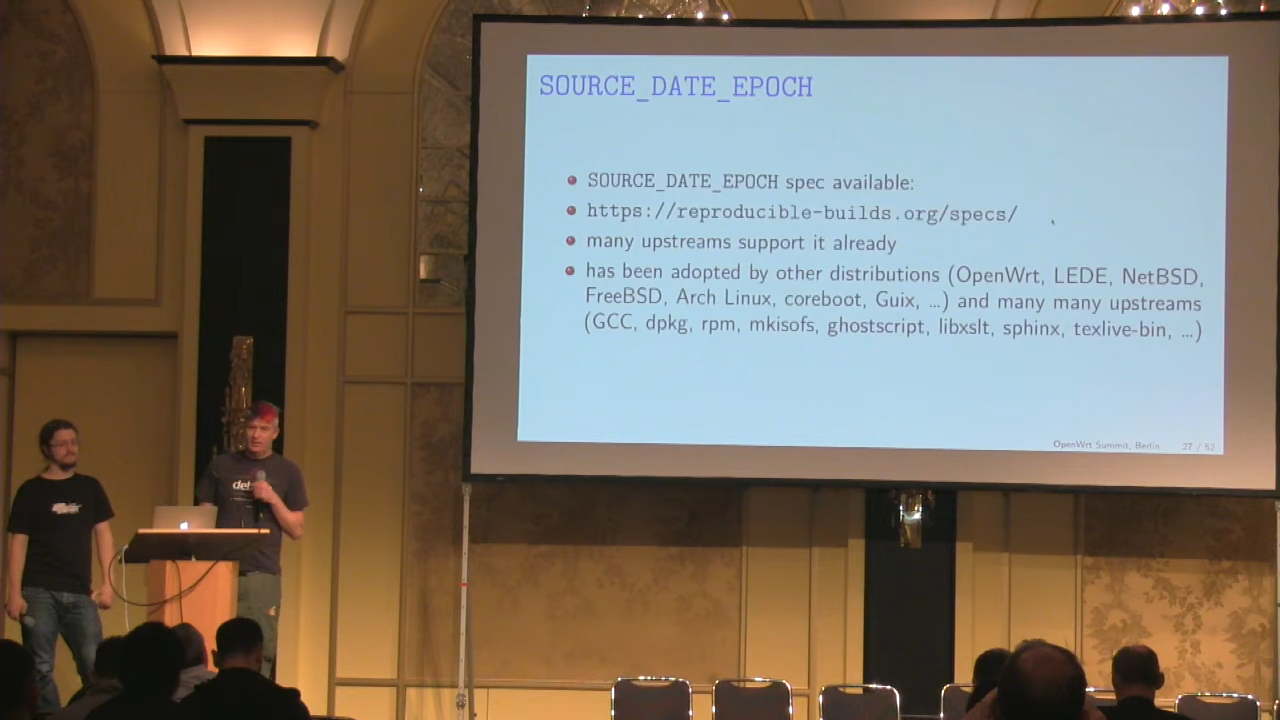 SOURCE_DATE_EPOCH
SOURCE_DATE_EPOCH spec available:
https://reproducible-builds.org/specs/
many upstreams support it already
has been adopted by other distributions (OpenWrt, LEDE, NetBSD,
FreeBSD, Arch Linux, coreboot, Guix, ...) and many many upstreams
(GCC, dpkg, rpm, mkisofs, ghostscript, libxslt, sphinx, texlive-bin, ...)
OpenWrt Summit, Berlin 27 / 52